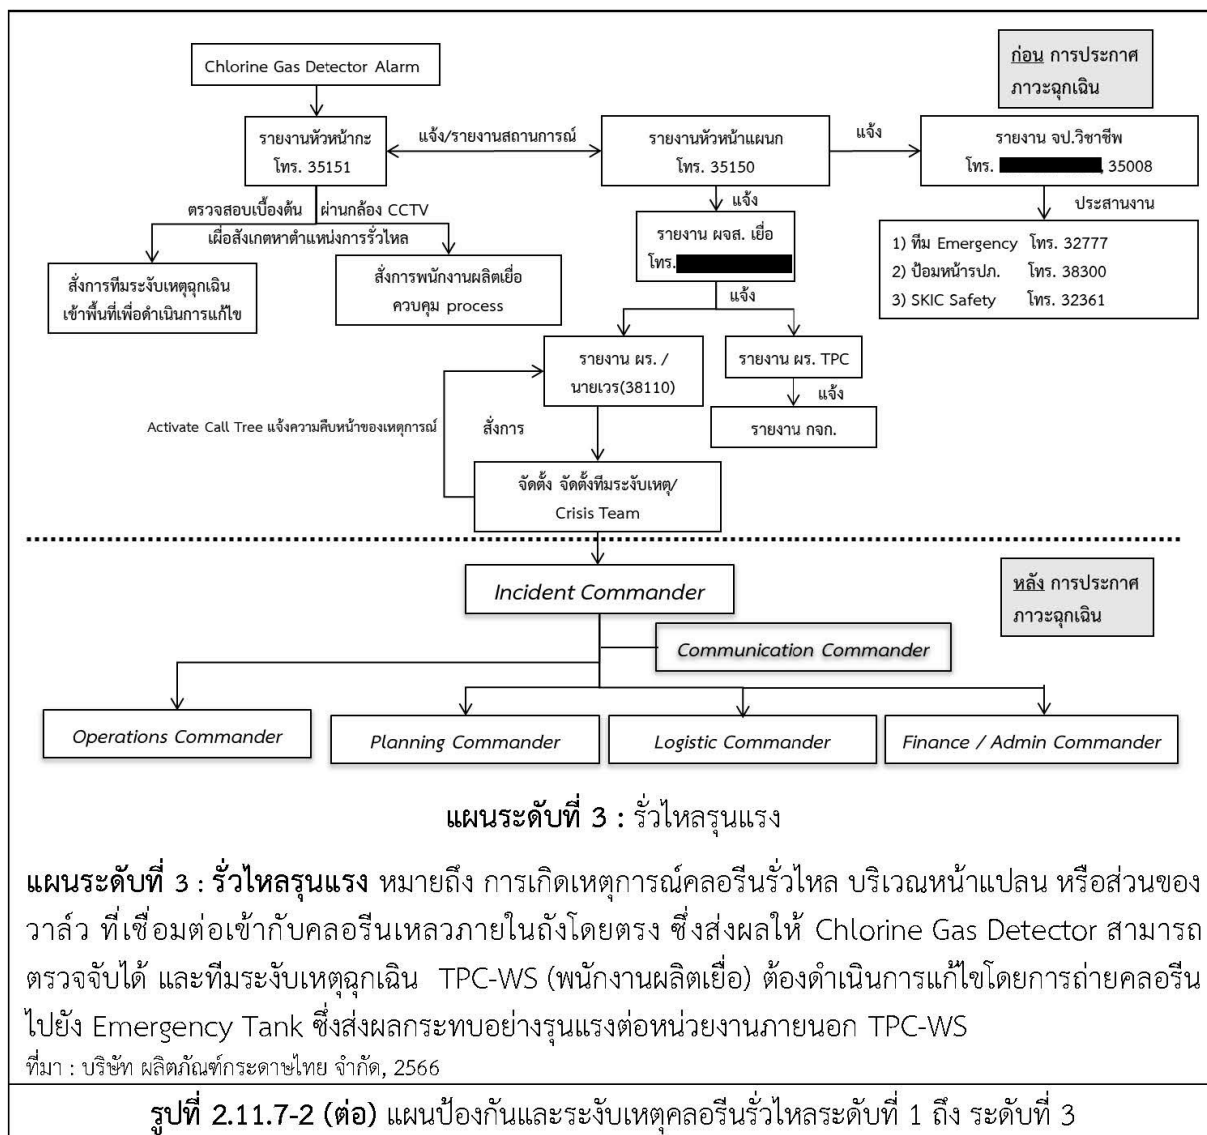 Chlorine Gas Detector Alarm
ก่อน การประกาศ
ภาวะฉุกเฉิน
รายงานหัวหน้ากะ
โทร. 35151
แจ้ง/รายงานสถานการณ์
รายงานหัวหน้าแผนก
โทร. 35150
แจ้ง
รายงาน จป.วิชาชีพ
โทร. , 35008
ตรวจสอบเบื้องต้น ผ่านกล้อง CCTV
เผื่อสังเกตหาตำแหน่งการรั่วไหล
แจ้ง
ประสานงาน
สั่งการทีมระงับเหตุฉุกเฉิน
เข้าพื้นที่เพื่อดำเนินการแก้ไข
สั่งการพนักงานผลิตเยื่อ
ควบคุม process
รายงาน ผจส. เยื่อ
โทร.
1) ทีม Emergency โทร. 32777
2) ป้อมหน้ารปภ. โทร. 38300
3) SKIC Safety โทร. 32361
แจ้ง
รายงาน ผร. /
นายเวร(38110)
รายงาน ผร. TPC
แจ้ง
รายงาน กจก.
Activate Call Tree แจ้งความคืบหน้าของเหตุการณ์
สั่งการ
จัดตั้ง จัดตั้งทีมระงับเหตุ/
Crisis Team
Incident Commander
หลัง การประกาศ
ภาวะฉุกเฉิน
Communication Commander
Operations Commander
Planning Commander
Logistic Commander
Finance / Admin Commander
แผนระดับที่ 3 : รั่วไหลรุนแรง
แผนระดับที่ 3 : รั่วไหลรุนแรง หมายถึง การเกิดเหตุการณ์คลอรีนรั่วไหล บริเวณหน้าแปลน หรือส่วนของ
วาล์ว ที่เชื่อมต่อเข้ากับคลอรีนเหลวภายในถังโดยตรง ซึ่งส่งผลให้ Chlorine Gas Detector สามารถ
ตรวจจับได้ และทีมระงับเหตุฉุกเฉิน TPC-WS (พนักงานผลิตเยื่อ) ต้องดำเนินการแก้ไขโดยการถ่ายคลอรีน
ไปยัง Emergency Tank ซึ่งส่งผลกระทบอย่างรุนแรงต่อหน่วยงานภายนอก TPC-WS
ที่มา : บริษัท ผลิตภัณฑ์กระดาษไทย จำกัด, 2566
รูปที่ 2.11.7-2 (ต่อ) แผนป้องกันและระงับเหตุคลอรีนรั่วไหลระดับที่ 1 ถึง ระดับที่ 3